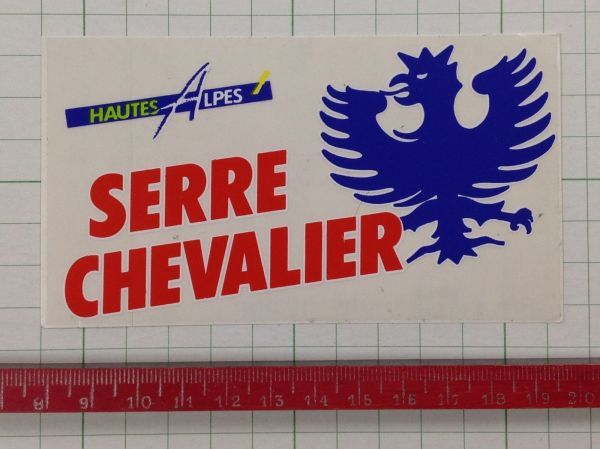 HAUTES ALPES
SERRE
CHEVALIER
8 9 10 11 12 13 14 15 16 17 18 19 20